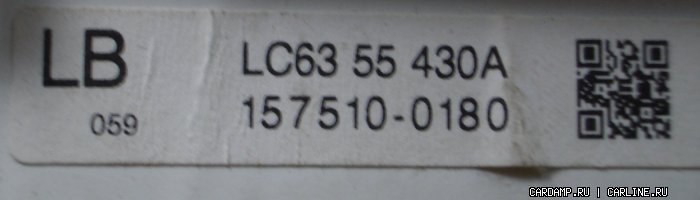 LB
LC63 55 430A
059
157510-0180
CARDAMP.RU | CARLINE.RU